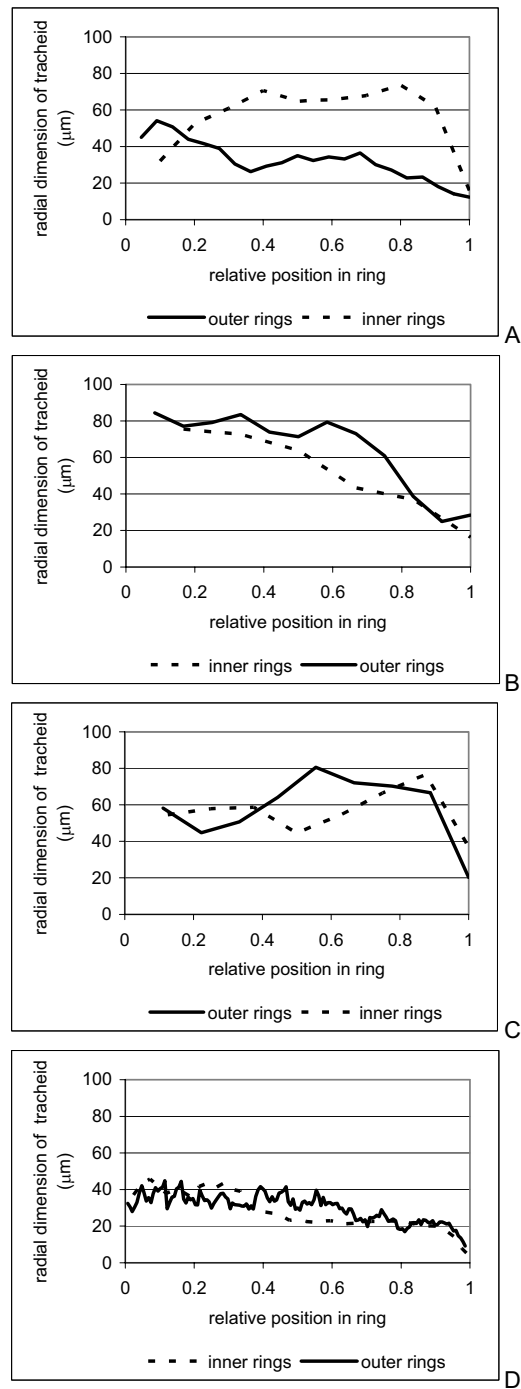 100
80
60
40
20
0
radial dimension of tracheid
(μm)
0 0.2 0.4 0.6 0.8 1
relative position in ring
outer rings inner rings
A
100
80
60
40
20
0
radial dimension of tracheid
(μm)
0 0.2 0.4 0.6 0.8 1
relative position in ring
inner rings outer rings
B
100
80
60
40
20
0
radial dimension of tracheid
(μm)
0 0.2 0.4 0.6 0.8 1
relative position in ring
outer rings inner rings
C
100
80
60
40
20
0
radial dimension of tracheid
(μm)
0 0.2 0.4 0.6 0.8 1
relative position in ring
inner rings outer rings
D